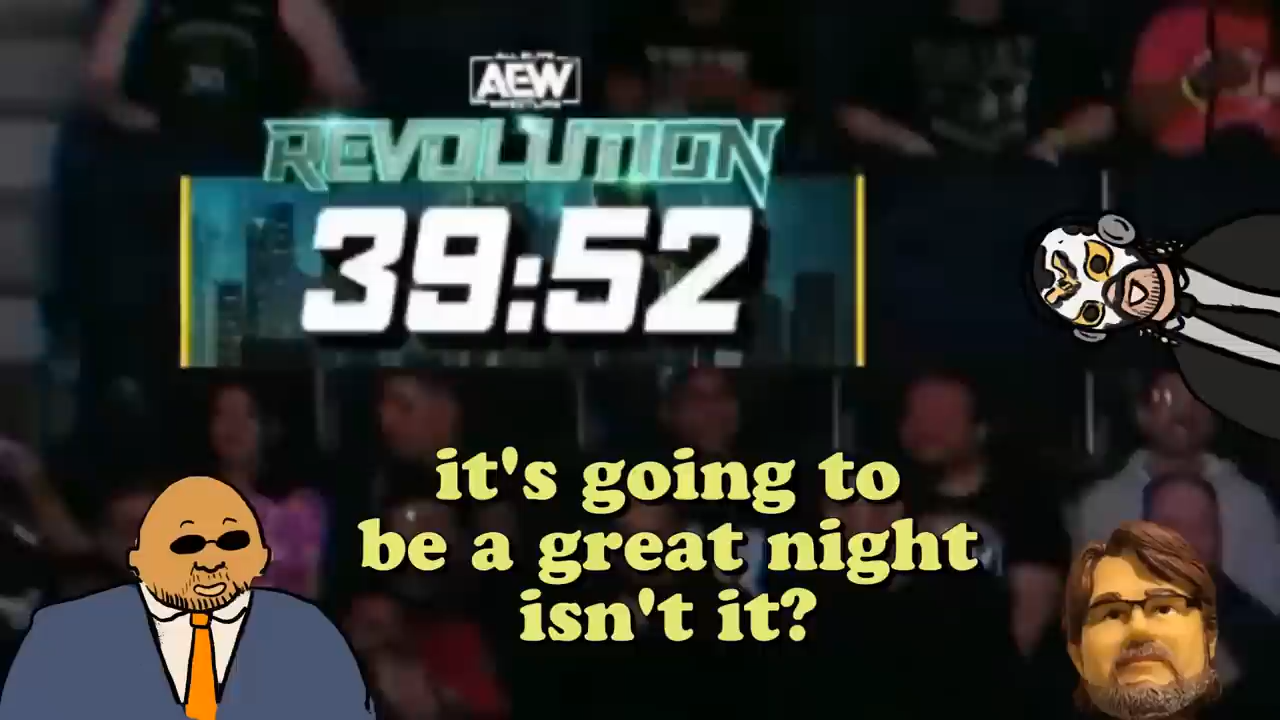 AEW
REVOLUTION
39:52
it's going to
be a great night
isn't it?